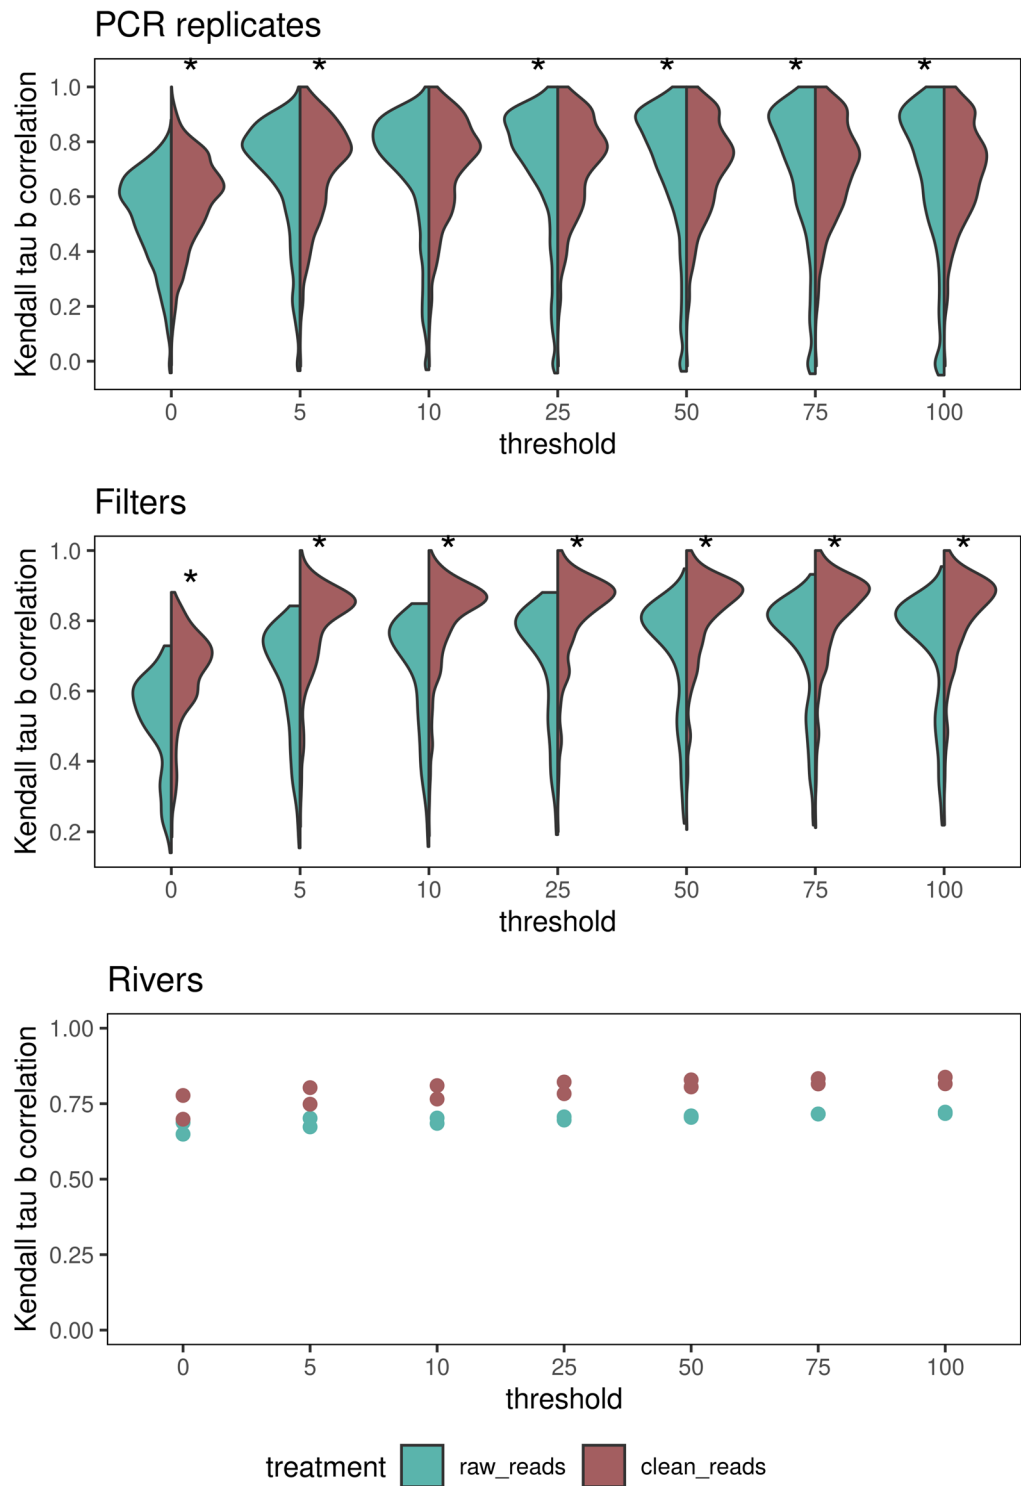 PCR replicates
* * * * * *
1.0
0.8
0.6
0.4
0.2
0.0
Kendall tau b correlation
0 5 10 25 50 75 100
threshold
Filters
* * * * * * *
1.0
0.8
0.6
0.4
0.2
Kendall tau b correlation
0 5 10 25 50 75 100
threshold
Rivers
1.00
0.75
0.50
0.25
0.00
Kendall tau b correlation
0 5 10 25 50 75 100
threshold
treatment raw_reads clean_reads